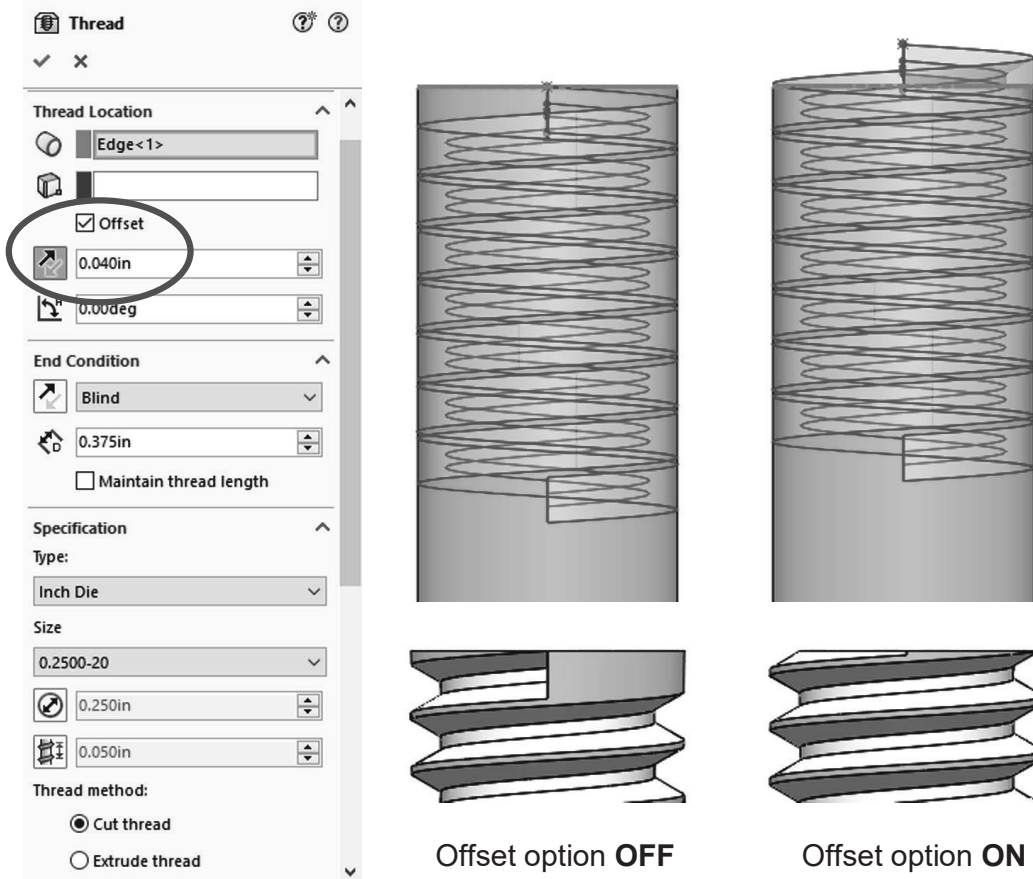 Thread
Thread Location
Edge<1>
Offset
0.040in
0.00deg
End Condition
Blind
D
0.375in
Maintain thread length
Specification
Type:
Inch Die
Size
0.2500-20
0.250in
0.050in
Thread method:
Cut thread
Extrude thread
Offset option OFF
Offset option ON